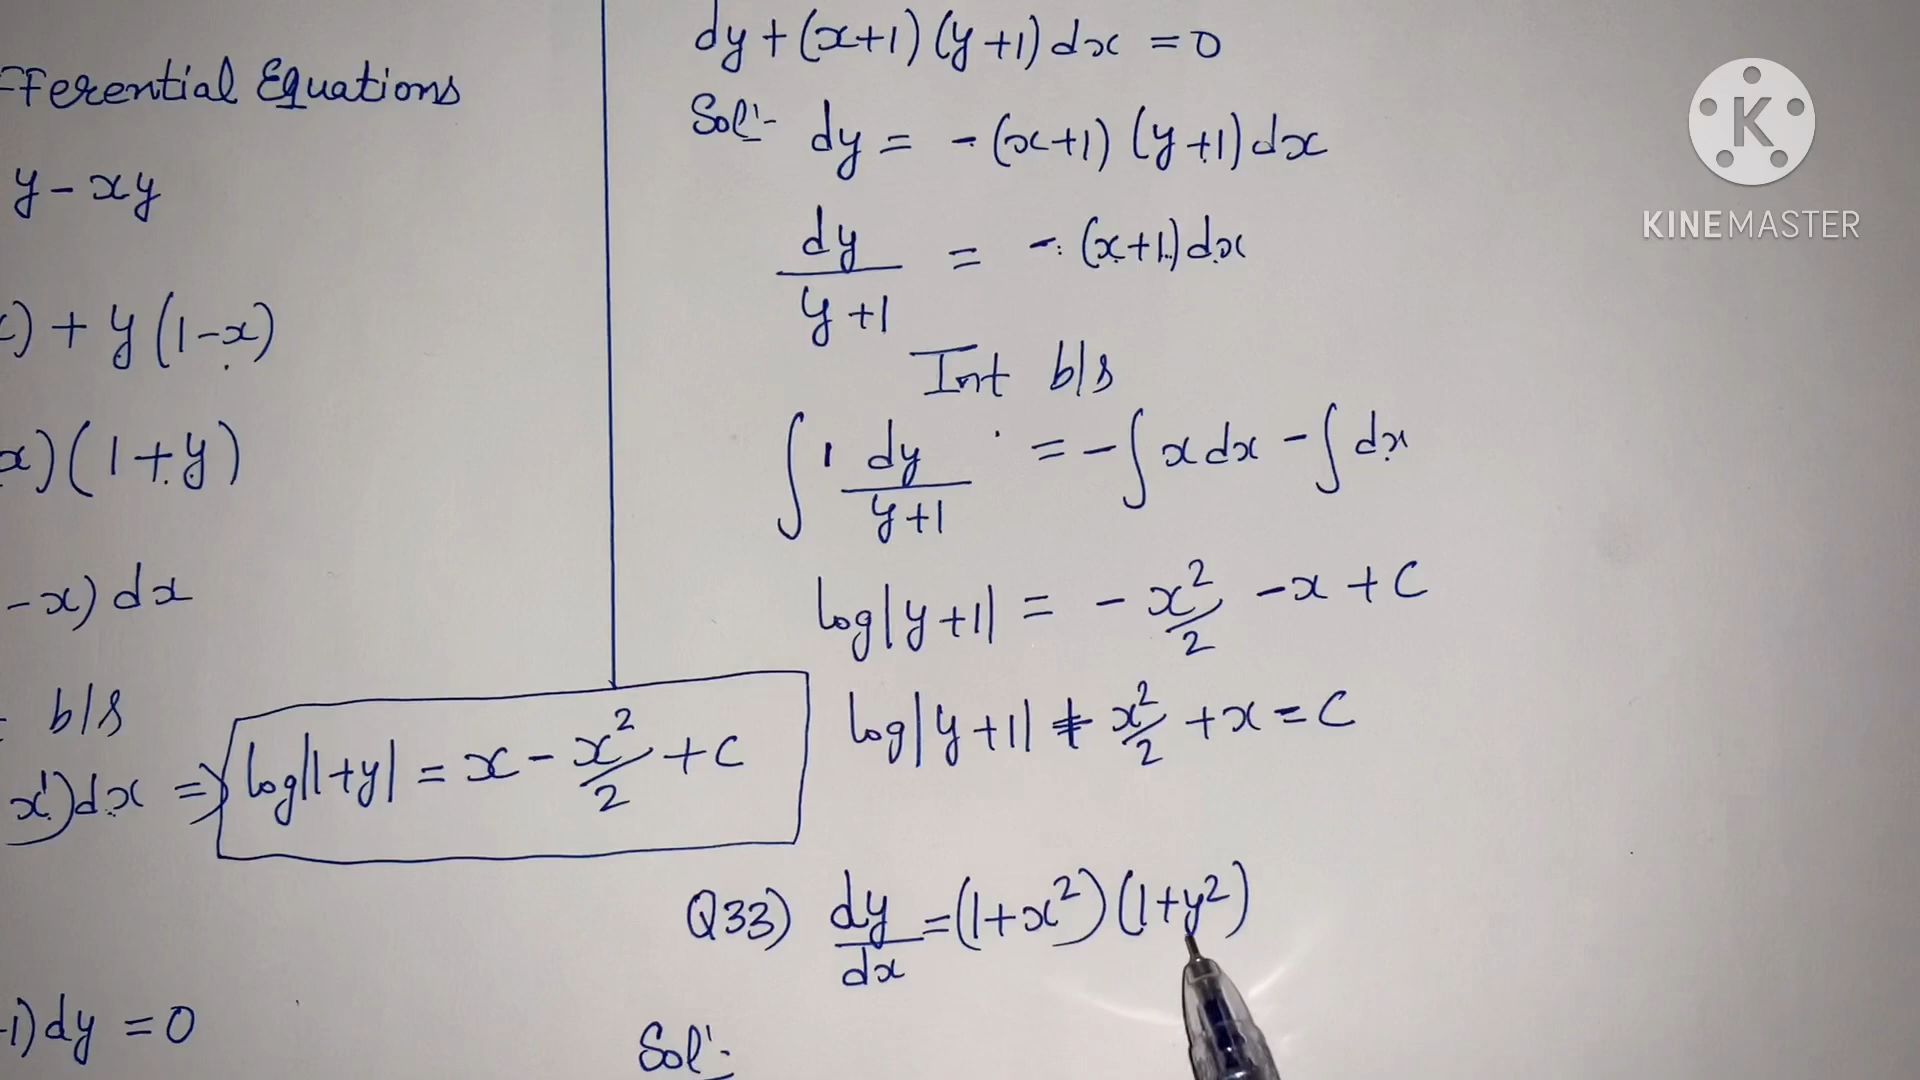 fferential Equations
y - xy
) + y(1-x)
x)(1+y)
-x) dx
b/s
x)dx ⇒ log|1+y| = x - x²/2 + c
-1)dy = 0
dy + (x+1)(y+1)dx = 0
Sol:- dy = -(x+1)(y+1)dx
dy/y+1 = -(x+1)dx
Int b/s
∫ 1 dy/y+1 = -∫x dx - ∫dx
log|y+1| = -x²/2 - x + c
log|y+1| + x²/2 + x = c
Q33) dy/dx = (1+x²)(1+y²)
Sol:-
K
KINEMASTER